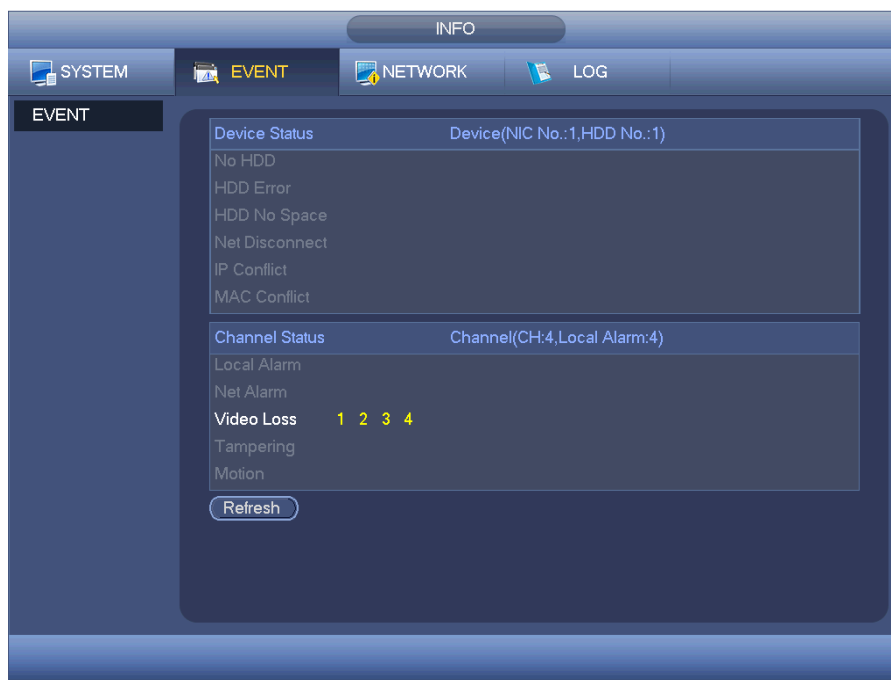 INFO
SYSTEM EVENT NETWORK LOG
EVENT
Device Status Device(NIC No.:1,HDD No.:1)
No HDD
HDD Error
HDD No Space
Net Disconnect
IP Conflict
MAC Conflict
Channel Status Channel(CH:4,Local Alarm:4)
Local Alarm
Net Alarm
Video Loss 1 2 3 4
Tampering
Motion
Refresh